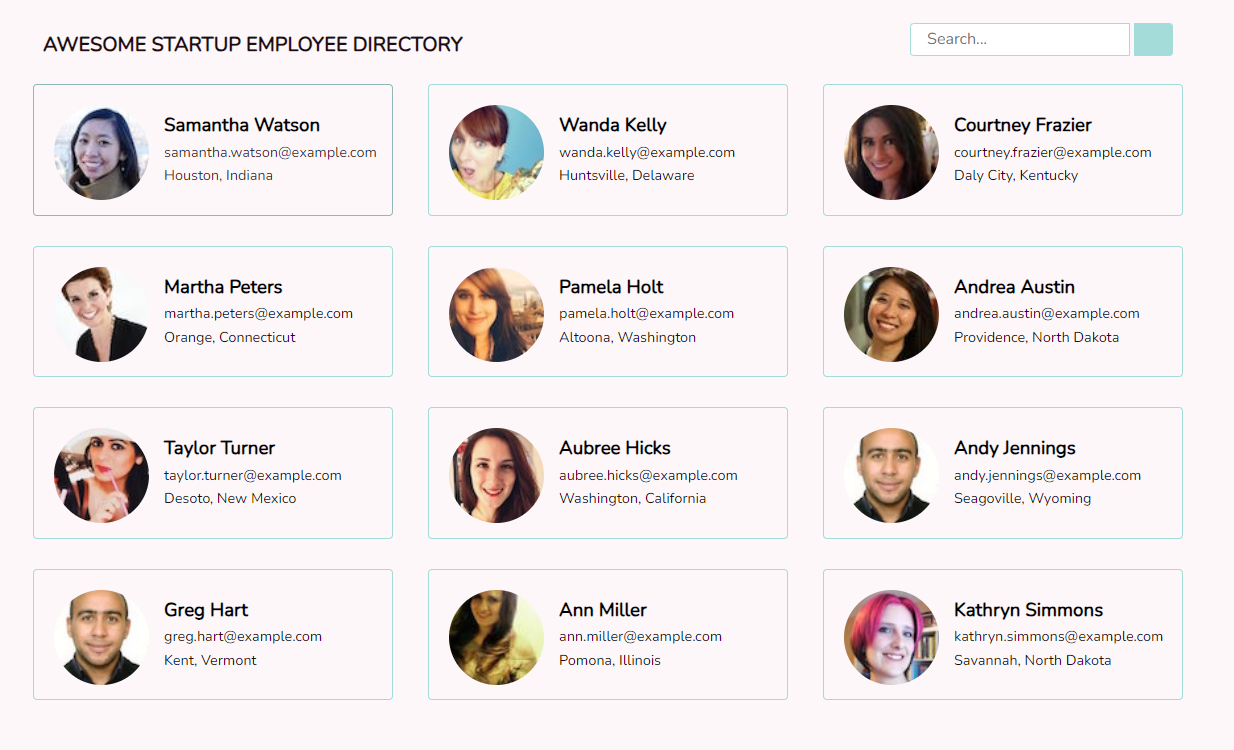 AWESOME STARTUP EMPLOYEE DIRECTORY
Search...
Samantha Watson
samantha.watson@example.com
Houston, Indiana
Wanda Kelly
wanda.kelly@example.com
Huntsville, Delaware
Courtney Frazier
courtney.frazier@example.com
Daly City, Kentucky
Martha Peters
martha.peters@example.com
Orange, Connecticut
Pamela Holt
pamela.holt@example.com
Altoona, Washington
Andrea Austin
andrea.austin@example.com
Providence, North Dakota
Taylor Turner
taylor.turner@example.com
Desoto, New Mexico
Aubree Hicks
aubree.hicks@example.com
Washington, California
Andy Jennings
andy.jennings@example.com
Seagoville, Wyoming
Greg Hart
greg.hart@example.com
Kent, Vermont
Ann Miller
ann.miller@example.com
Pomona, Illinois
Kathryn Simmons
kathryn.simmons@example.com
Savannah, North Dakota